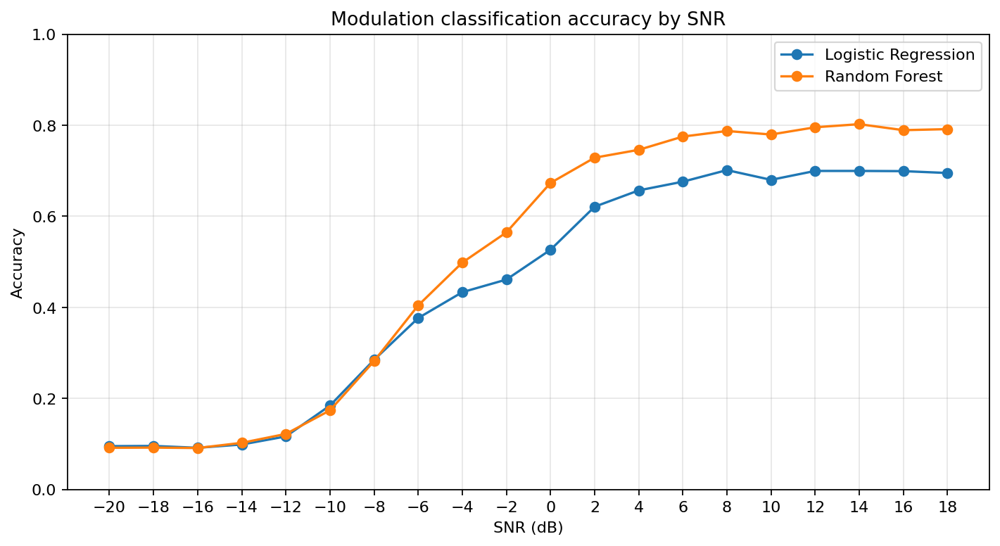 Modulation classification accuracy by SNR
Logistic Regression
Random Forest
Accuracy
1.0
0.8
0.6
0.4
0.2
0.0
−20 −18 −16 −14 −12 −10 −8 −6 −4 −2 0 2 4 6 8 10 12 14 16 18
SNR (dB)